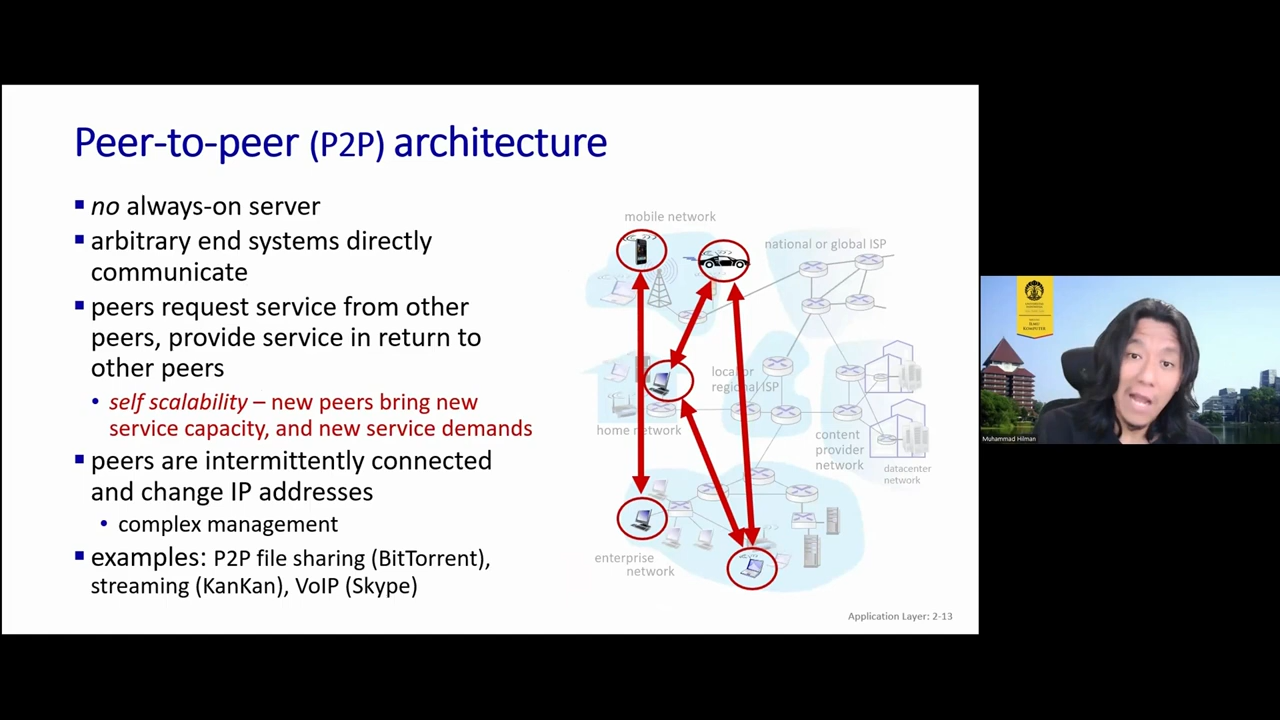 Peer-to-peer (P2P) architecture
no always-on server
arbitrary end systems directly
communicate
peers request service from other
peers, provide service in return to
other peers
self scalability – new peers bring new
service capacity, and new service demands
peers are intermittently connected
and change IP addresses
complex management
examples: P2P file sharing (BitTorrent),
streaming (KanKan), VoIP (Skype)
mobile network
national or global ISP
local or
regional ISP
home network
content
provider
network
datacenter
network
enterprise
network
Application Layer: 2-13
ILMU
KOMPUTER
Muhammad Hilman